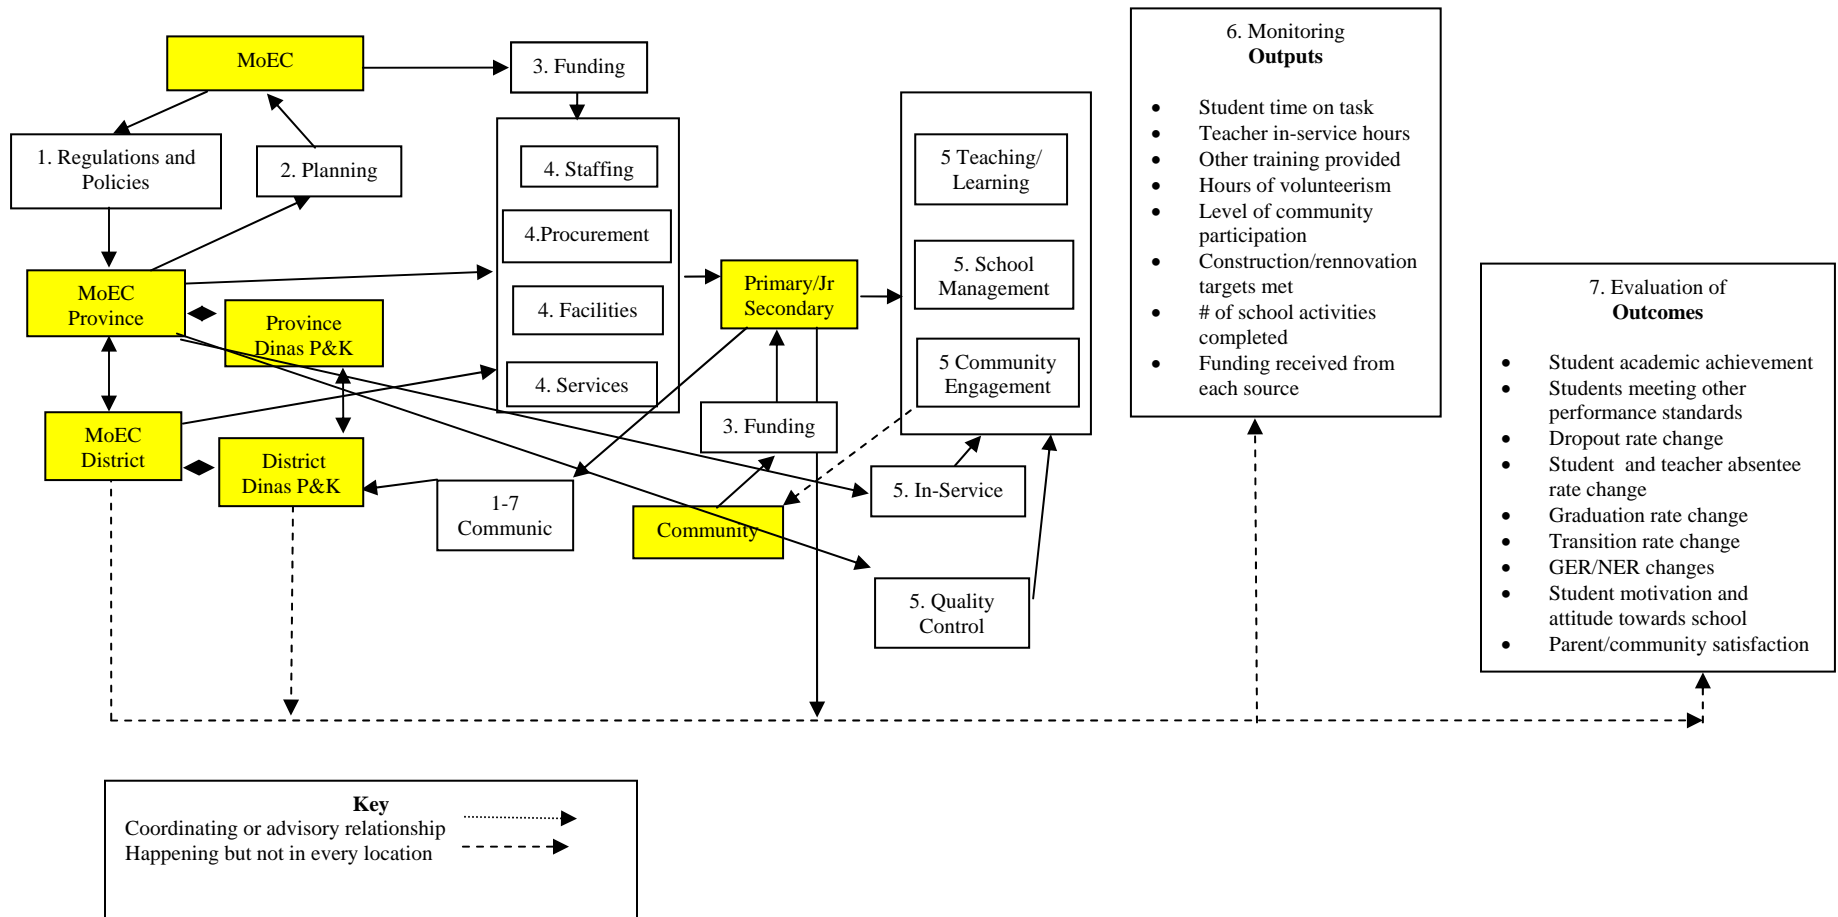 MoEC
3. Funding
1. Regulations and
Policies
2. Planning
4. Staffing
4.Procurement
4. Facilities
4. Services
MoEC
Province
Province
Dinas P&K
MoEC
District
District
Dinas P&K
Primary/Jr
Secondary
3. Funding
1-7
Communic
Community
5 Teaching/
Learning
5. School
Management
5 Community
Engagement
5. In-Service
5. Quality
Control
6. Monitoring
Outputs
• Student time on task
• Teacher in-service hours
• Other training provided
• Hours of volunteerism
• Level of community
participation
• Construction/rennovation
targets met
• # of school activities
completed
• Funding received from
each source
7. Evaluation of
Outcomes
• Student academic achievement
• Students meeting other
performance standards
• Dropout rate change
• Student and teacher absentee
rate change
• Graduation rate change
• Transition rate change
• GER/NER changes
• Student motivation and
attitude towards school
• Parent/community satisfaction
Key
Coordinating or advisory relationship
Happening but not in every location